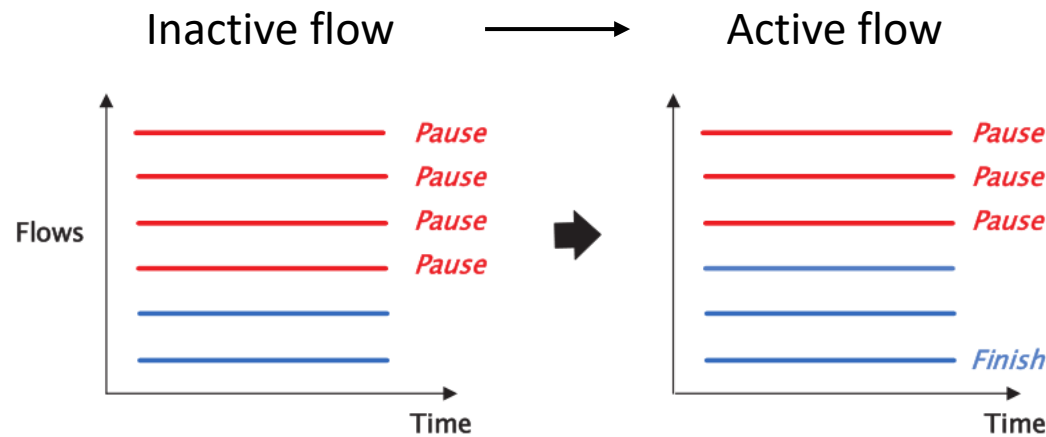 Inactive flow
Active flow
Flows
Pause
Pause
Pause
Pause
Time
Pause
Pause
Pause
Finish
Time